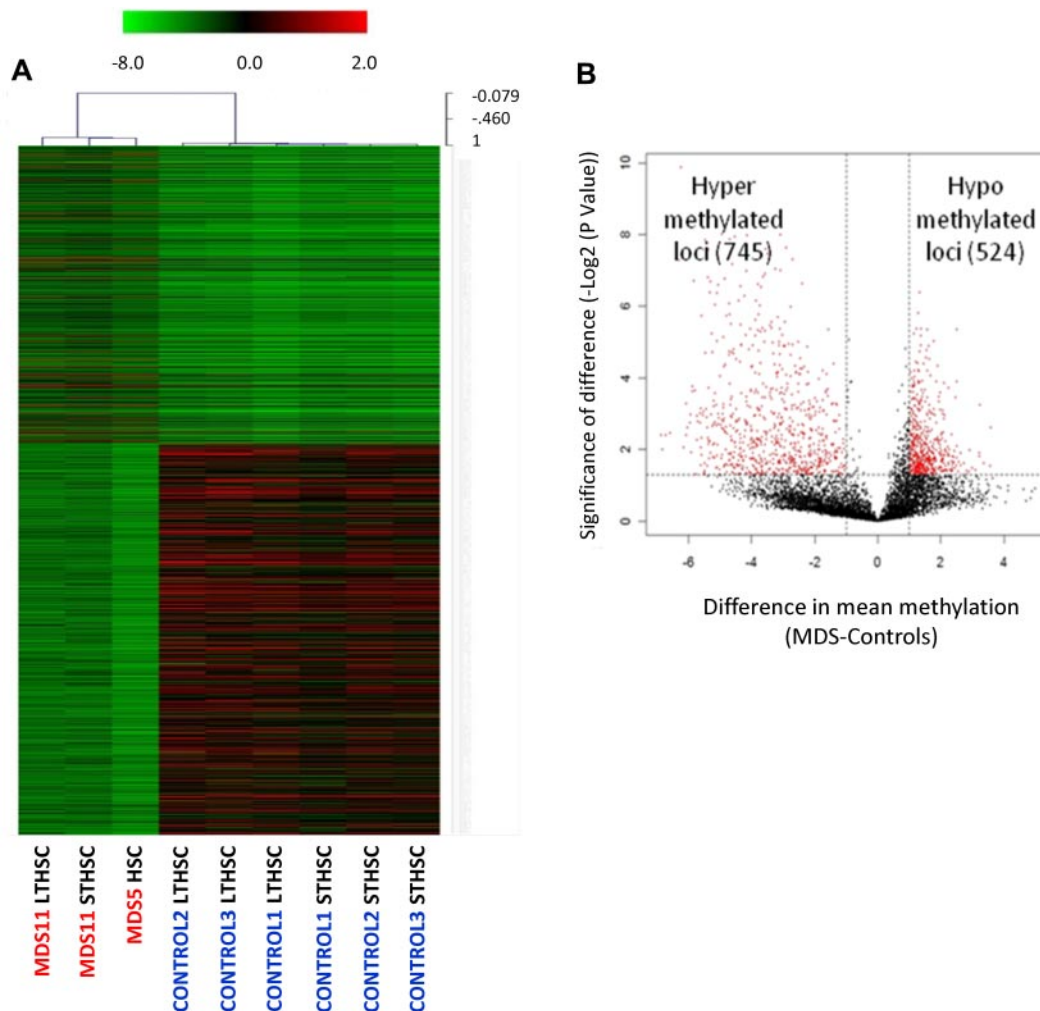 -8.0 0.0 2.0
A
-0.079
-.460
1
MDS11 LTHSC
MDS11 STHSC
MDS5 HSC
CONTROL2 LTHSC
CONTROL3 LTHSC
CONTROL1 LTHSC
CONTROL1 STHSC
CONTROL2 STHSC
CONTROL3 STHSC
B
Significance of difference (-Log2 (P Value))
10
8
6
4
2
0
Hyper
methylated
loci (745)
Hypo
methylated
loci (524)
-6 -4 -2 0 2 4
Difference in mean methylation
(MDS-Controls)